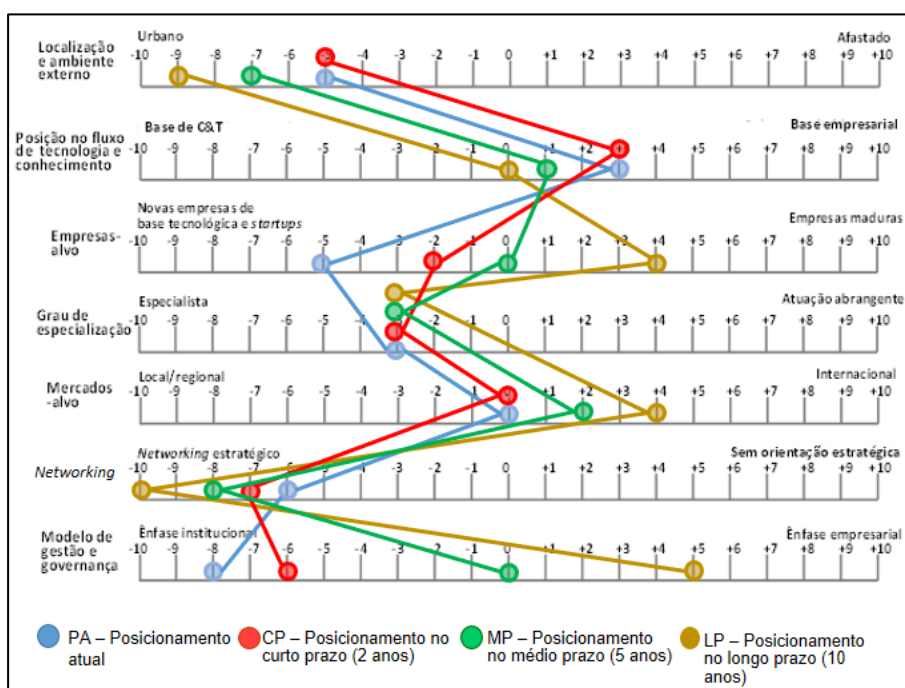 Localização
e ambiente
externo
Urbano
Afastado
-10 -9 -8 -7 -6 -5 -4 -3 -2 -1 0 +1 +2 +3 +4 +5 +6 +7 +8 +9 +10
Posição no fluxo
de tecnologia e
conhecimento
Base de C&T
Base empresarial
-10 -9 -8 -7 -6 -5 -4 -3 -2 -1 0 +1 +2 + +4 +5 +6 +7 +8 +9 +10
Empresas-
alvo
Novas empresas de
base tecnológica e startups
Empresas maduras
-10 -9 -8 -7 -6 -5 -4 -3 -2 -1 0 +1 +2 +3 +4 +5 +6 +7 +8 +9 +10
Grau de
especialização
Especialista
Atuação abrangente
-10 -9 -8 -7 -6 -5 -4 -2 -1 0 +1 +2 +3 +4 +5 +6 +7 +8 +9 +10
Mercados
-alvo
Local/regional
Internacional
-10 -9 -8 -7 -6 -5 -4 -3 -2 -1 +1 +2 +3 +4 +5 +6 +7 +8 +9 +10
Networking
Networking estratégico
Sem orientação estratégica
-10 -9 -8 -7 -6 -5 -4 -3 -2 -1 0 +1 +2 +3 +4 +5 +6 +7 +8 +9 +10
Modelo de
gestão e
governança
Ênfase institucional
Ênfase empresarial
-10 -9 -8 -7 -6 -5 -4 -3 -2 -1 0 +1 +2 +3 +4 +5 +6 +7 +8 +9 +10
PA – Posicionamento
atual
CP – Posicionamento no
curto prazo (2 anos)
MP – Posicionamento
no médio prazo (5 anos)
LP – Posicionamento
no longo prazo (10
anos)